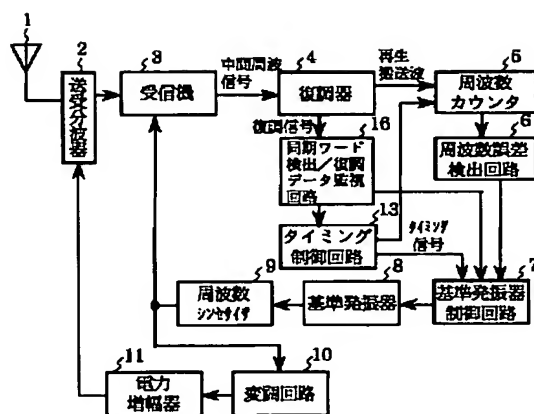 1
2
送受分波器
3
受信機
中間周波
信号
4
復調器
再生
搬送波
5
周波数
カウンタ
復調信号
16
同期ワード
検出／復調
データ監視
回路
6
周波数誤差
検出回路
13
タイミング
制御回路
タイミング
信号
9
周波数
シンセサイザ
8
基準発振器
7
基準発振器
制御回路
11
電力
増幅器
10
変調回路